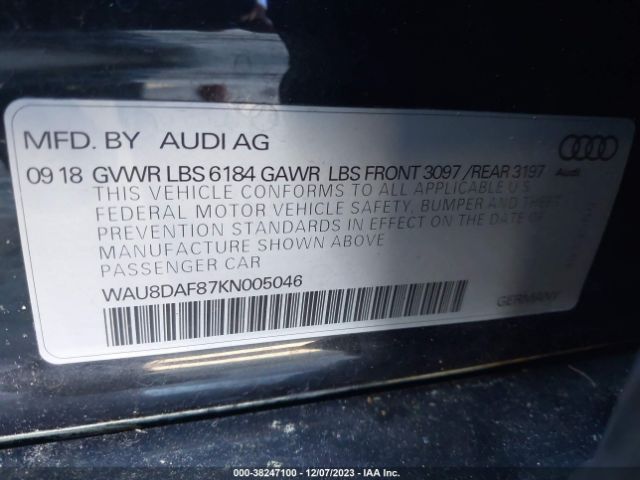 MFD. BY AUDI AG
09 18 GVWR LBS 6184 GAWR LBS FRONT 3097 /REAR 3197 Audi
THIS VEHICLE CONFORMS TO ALL APPLICABLE U.S.
FEDERAL MOTOR VEHICLE SAFETY, BUMPER AND THEFT
PREVENTION STANDARDS IN EFFECT ON THE DATE OF
MANUFACTURE SHOWN ABOVE
PASSENGER CAR
WAU8DAF87KN005046
GERMANY
000-38247100 - 12/07/2023 - IAA Inc.